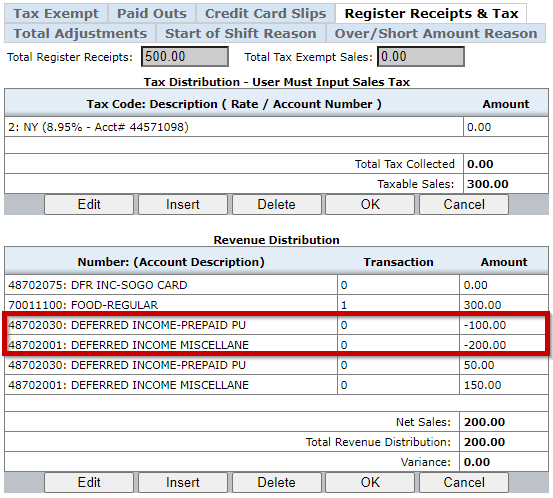 Tax Exempt Paid Outs Credit Card Slips Register Receipts & Tax
Total Adjustments Start of Shift Reason Over/Short Amount Reason
Total Register Receipts: 500.00 Total Tax Exempt Sales: 0.00
Tax Distribution - User Must Input Sales Tax
Tax Code: Description ( Rate / Account Number ) Amount
2: NY (8.95% - Acct# 44571098) 0.00
Total Tax Collected 0.00
Taxable Sales: 300.00
Edit Insert Delete OK Cancel
Revenue Distribution
Number: (Account Description) Transaction Amount
48702075: DFR INC-SOGO CARD 0 0.00
70011100: FOOD-REGULAR 1 300.00
48702030: DEFERRED INCOME-PREPAID PU 0 -100.00
48702001: DEFERRED INCOME MISCELLANE 0 -200.00
48702030: DEFERRED INCOME-PREPAID PU 0 50.00
48702001: DEFERRED INCOME MISCELLANE 0 150.00
Net Sales: 200.00
Total Revenue Distribution: 200.00
Variance: 0.00
Edit Insert Delete OK Cancel